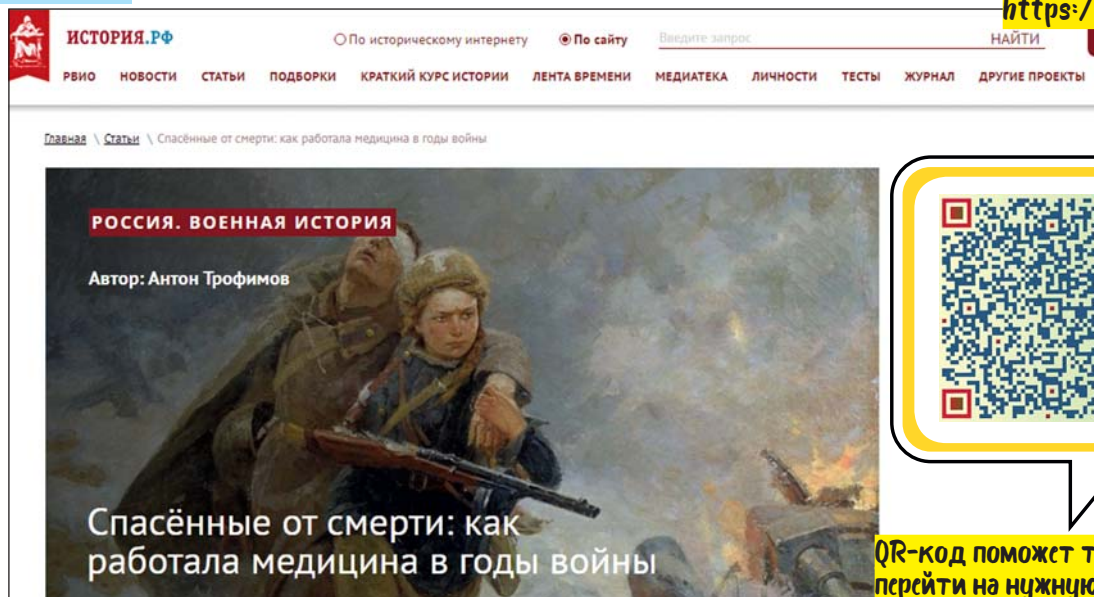 https:/
ИСТОРИЯ.РФ
По историческому интернету По сайту Введите запрос НАЙТИ
РВИО НОВОСТИ СТАТЬИ ПОДБОРКИ КРАТКИЙ КУРС ИСТОРИИ ЛЕНТА ВРЕМЕНИ МЕДИАТЕКА ЛИЧНОСТИ ТЕСТЫ ЖУРНАЛ ДРУГИЕ ПРОЕКТЫ
Главная \ Статьи \ Спасённые от смерти: как работала медицина в годы войны
РОССИЯ. ВОЕННАЯ ИСТОРИЯ
Автор: Антон Трофимов
Спасённые от смерти: как
работала медицина в годы войны
QR-код поможет т
перейти на нужную